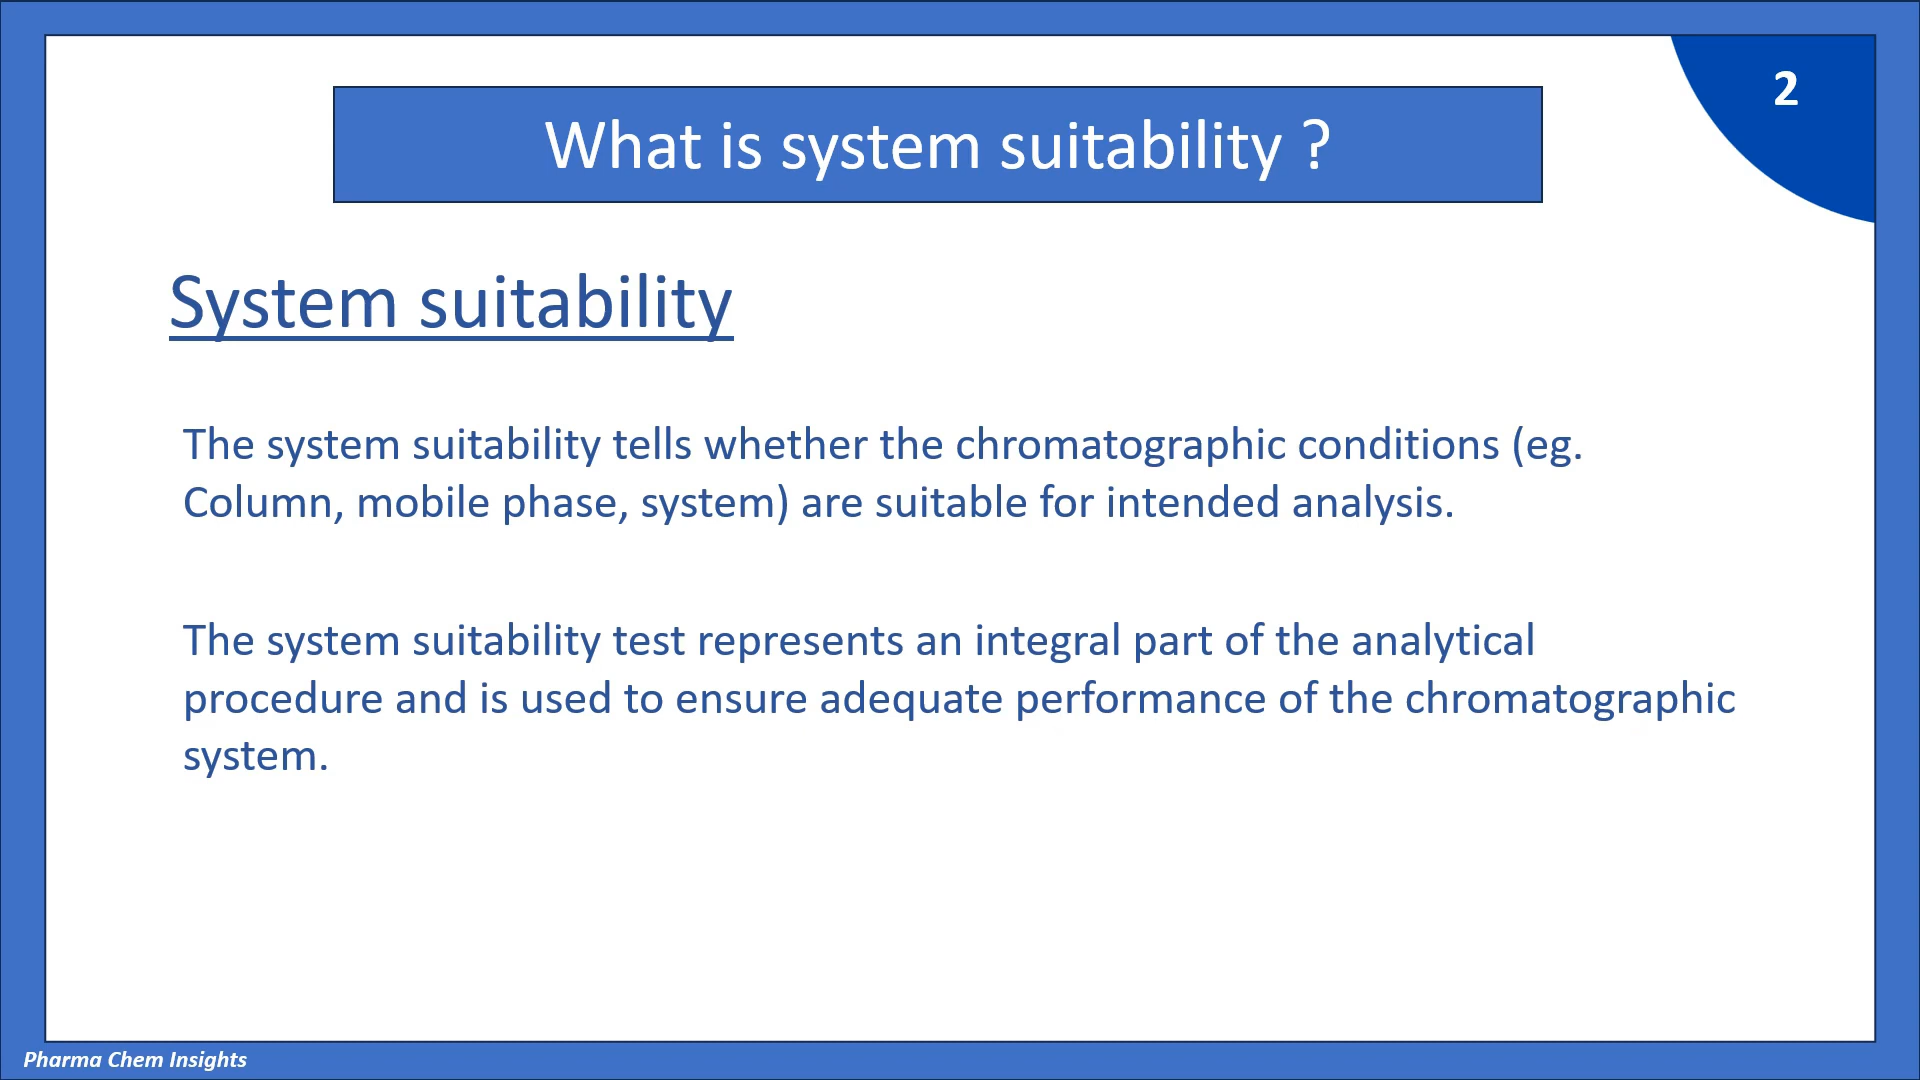 2
What is system suitability ?
System suitability
The system suitability tells whether the chromatographic conditions (eg.
Column, mobile phase, system) are suitable for intended analysis.
The system suitability test represents an integral part of the analytical
procedure and is used to ensure adequate performance of the chromatographic
system.
Pharma Chem Insights